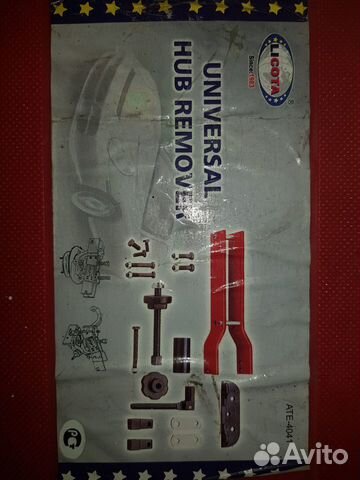 LICOTA
®
Since:1983
UNIVERSAL
HUB REMOVER
ATE-4041
Avito